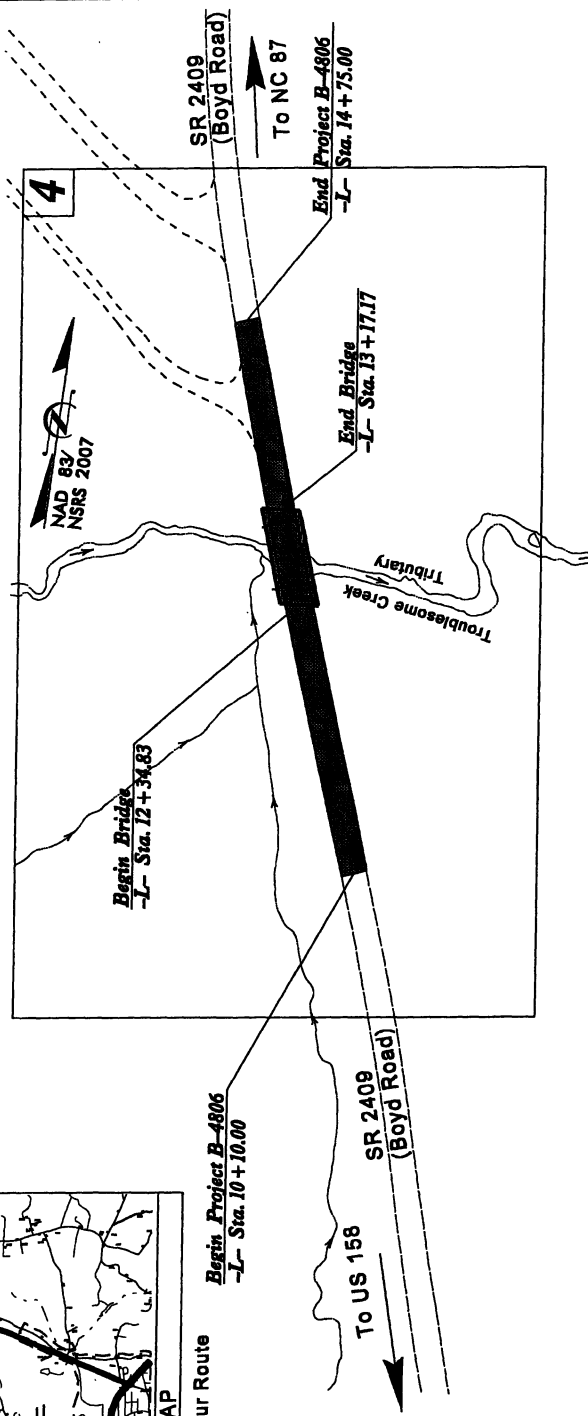 4
SR 2409
(Boyd Road)
To NC 87
End Project B-4806
-L- Sta. 14+75.00
NAD 83/
NSRS 2007
End Bridge
-L- Sta. 13+17.17
Troublesome Creek
Tributary
Begin Bridge
-L- Sta. 12+34.83
Begin Project B-4806
-L- Sta. 10+10.00
SR 2409
(Boyd Road)
To US 158
AP
ur Route